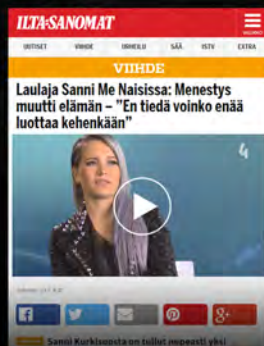 ILTA-SANOMAT
UUTISET VIIHDE URHEILU SÄÄ ISTV EXTRA
VIIHDE
Laulaja Sanni Me Naisissa: Menestys
muutti elämän – ”En tiedä voinko enää
luottaa kehenkään”
4
Sanni Kurkisuosta on tullut nopeasti yksi